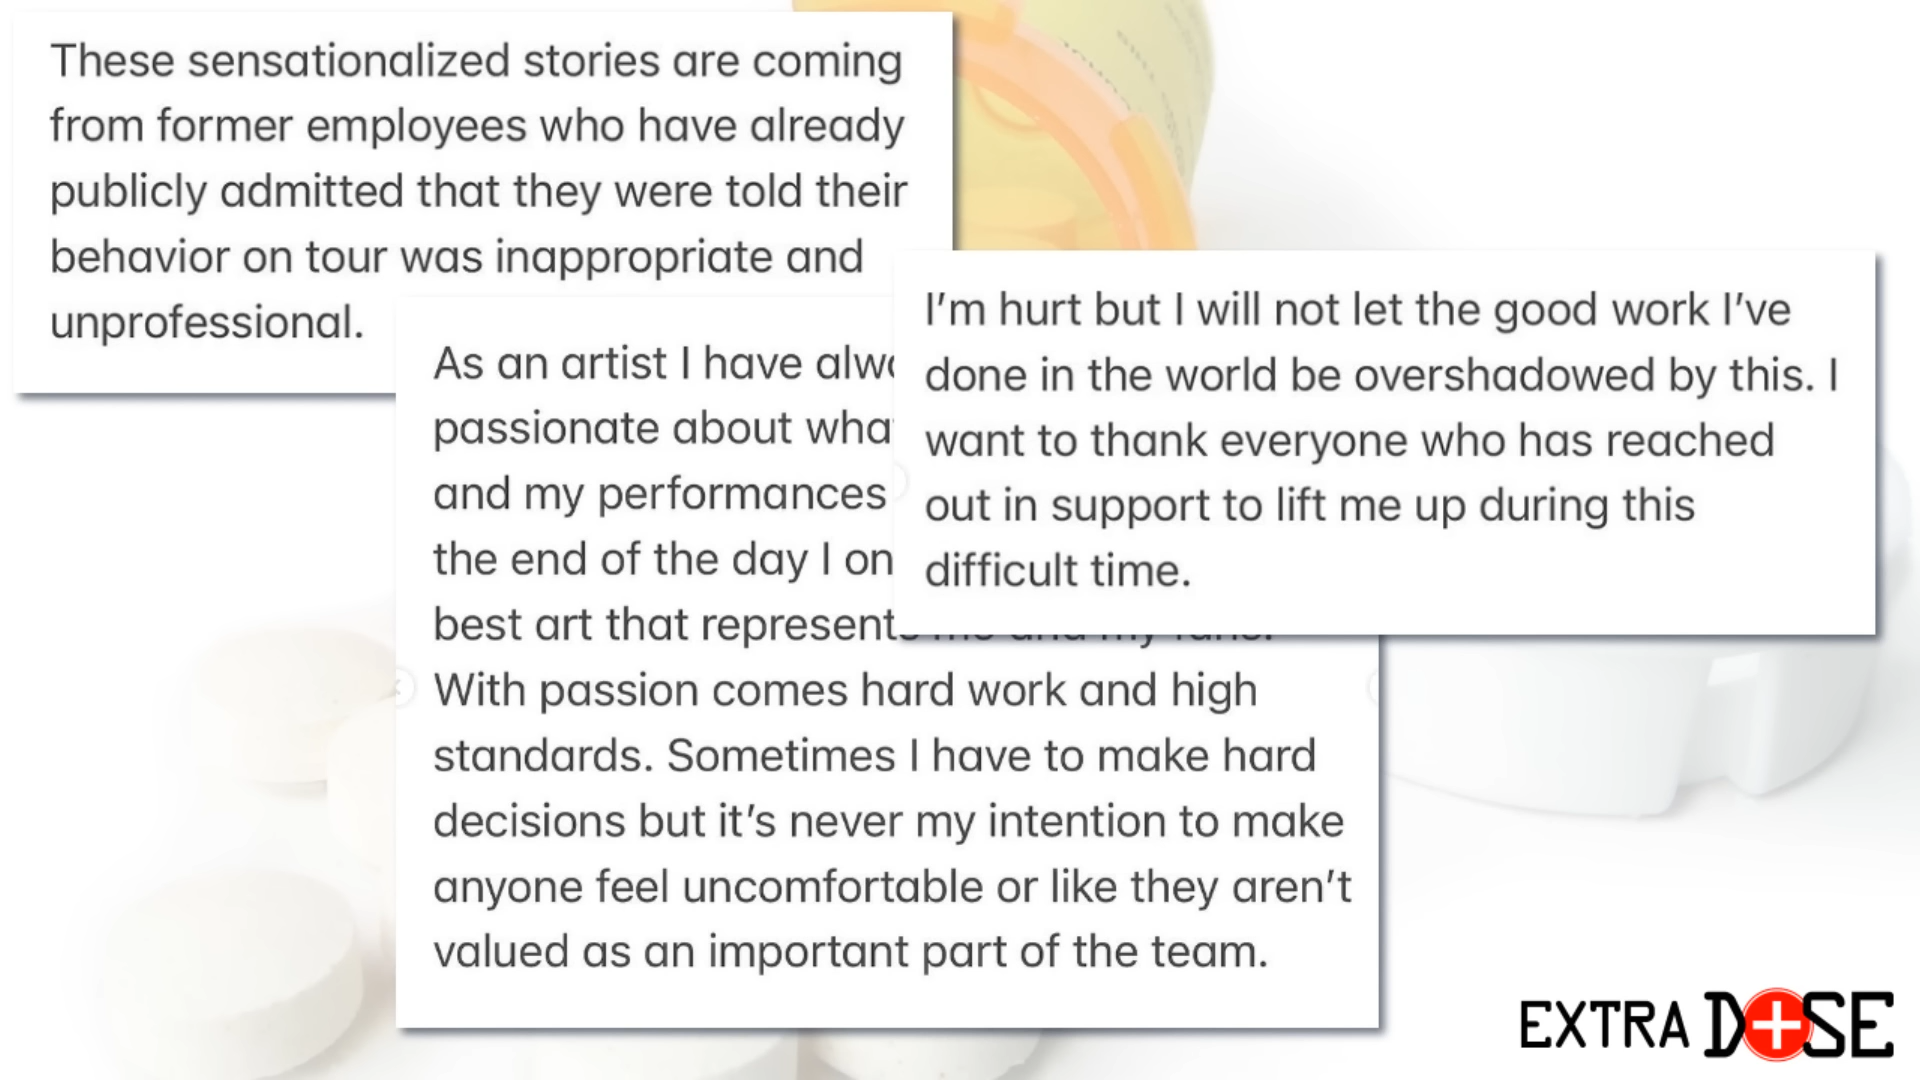 These sensationalized stories are coming
from former employees who have already
publicly admitted that they were told their
behavior on tour was inappropriate and
unprofessional.
As an artist I have
passionate about
and my performances
the end of the day I
best art that represents me and my fans.
With passion comes hard work and high
standards. Sometimes I have to make hard
decisions but it’s never my intention to make
anyone feel uncomfortable or like they aren’t
valued as an important part of the team.
I’m hurt but I will not let the good work I’ve
done in the world be overshadowed by this. I
want to thank everyone who has reached
out in support to lift me up during this
difficult time.
EXTRA DOSE